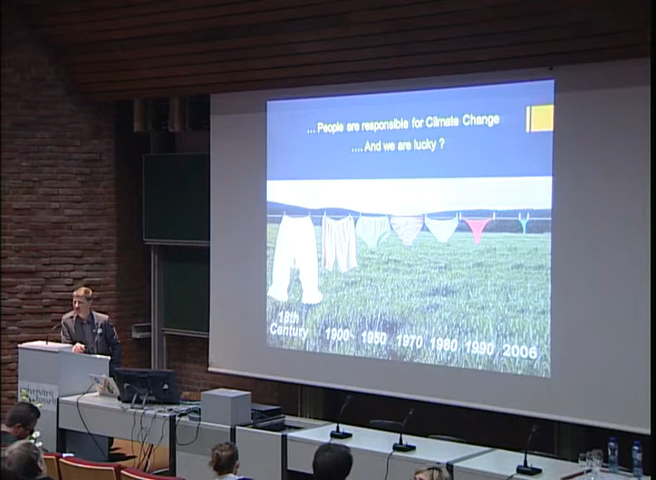 ... People are responsible for Climate Change
.... And we are lucky ?
18th
Century
1900 1950 1970 1980 1990 2006